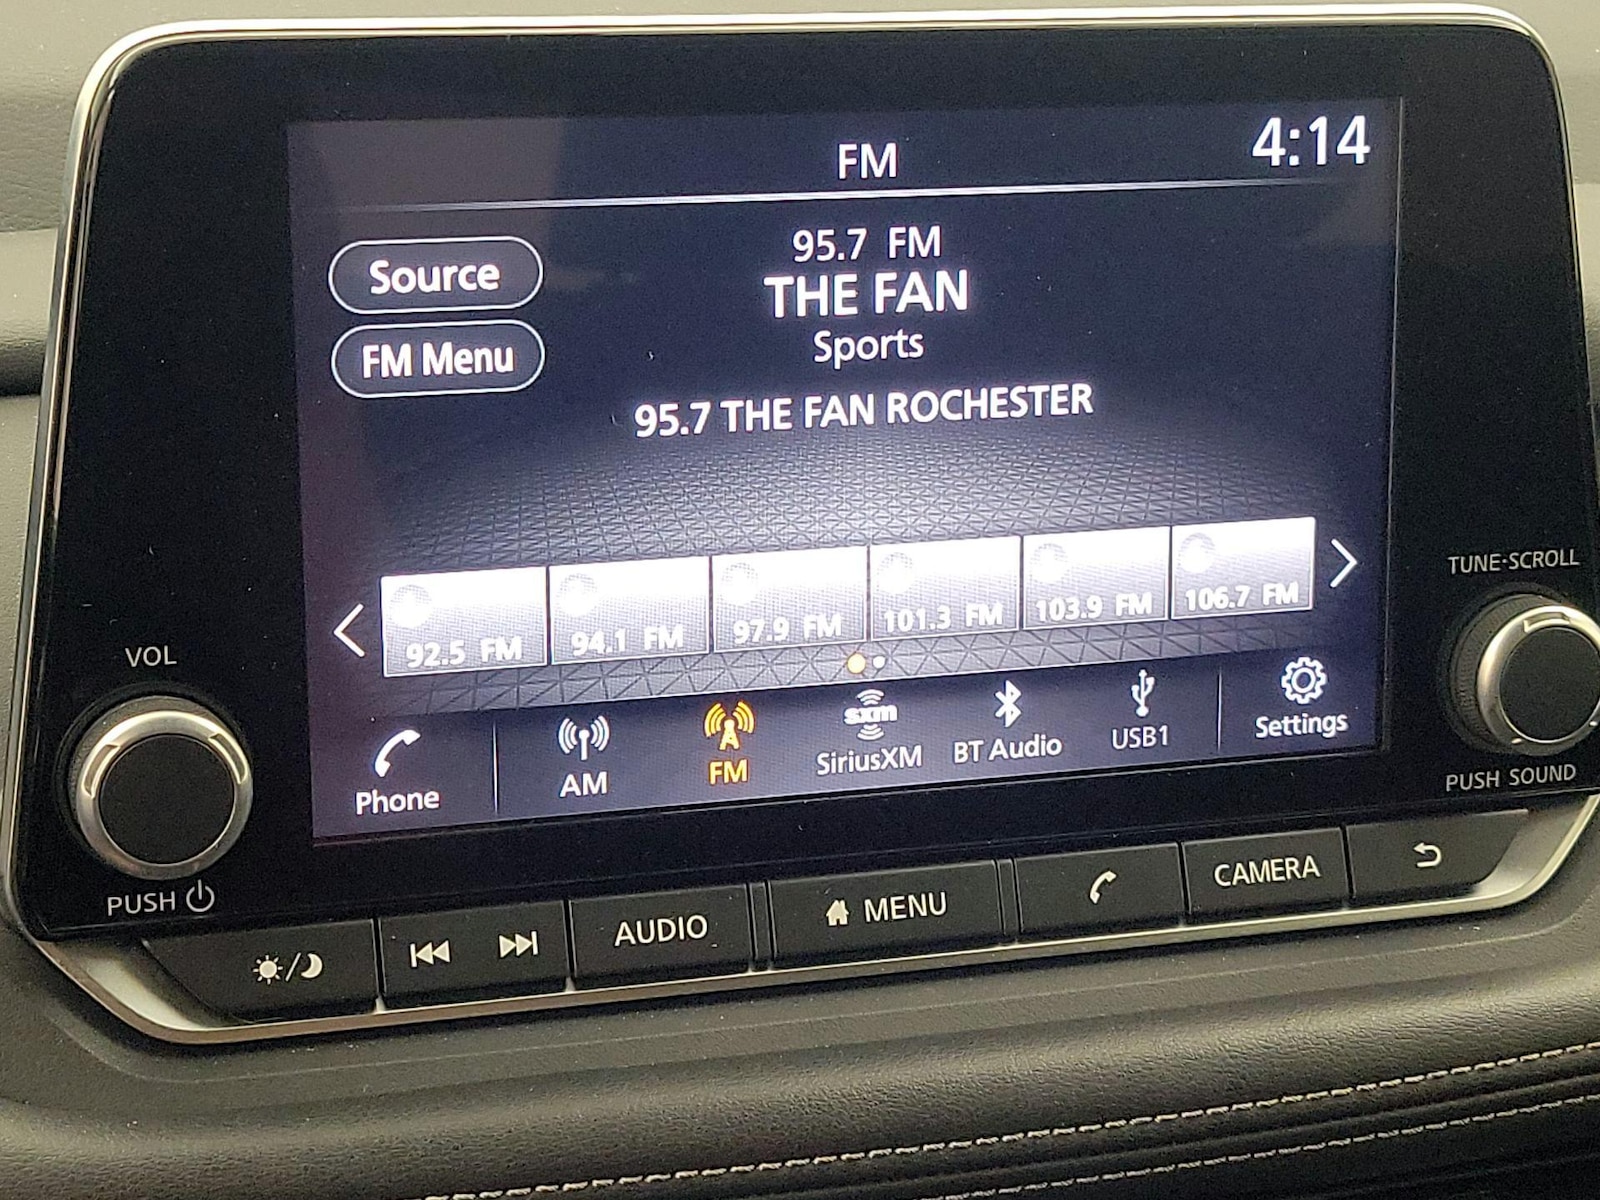 FM
4:14
Source
95.7 FM
THE FAN
Sports
FM Menu
95.7 THE FAN ROCHESTER
92.5 FM
94.1 FM
97.9 FM
101.3 FM
103.9 FM
106.7 FM
Phone
AM
FM
sxm
SiriusXM
BT Audio
USB1
Settings
VOL
PUSH
TUNE·SCROLL
PUSH SOUND
AUDIO
MENU
CAMERA